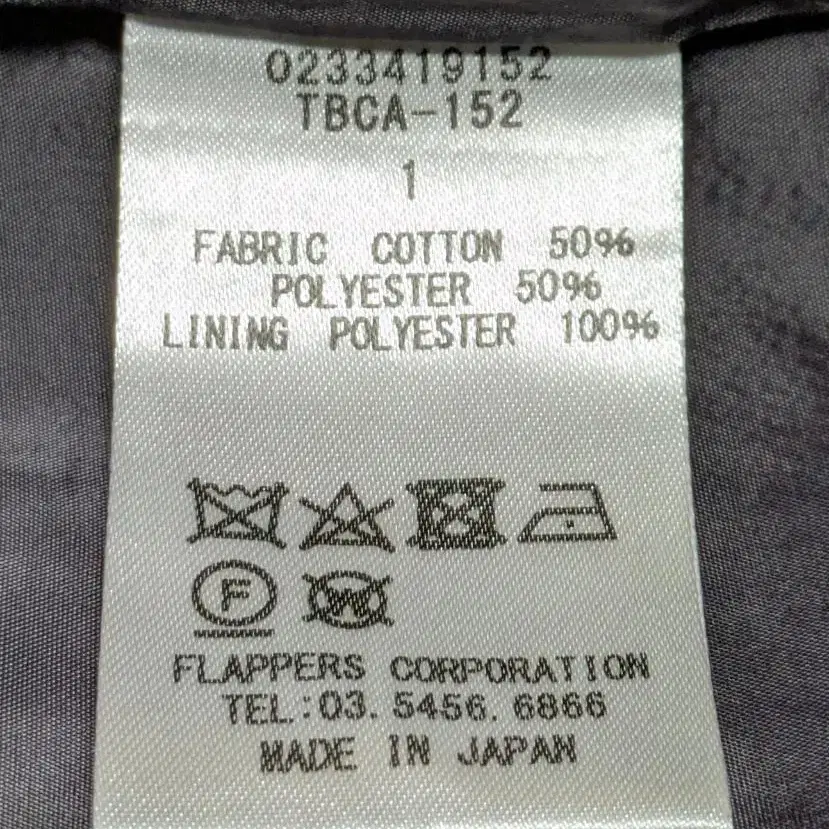 0233419152
TBCA-152
1
FABRIC COTTON 50%
POLYESTER 50%
LINING POLYESTER 100%
F W
FLAPPERS CORPORATION
TEL.:03. 5456. 6866
MADE IN JAPAN